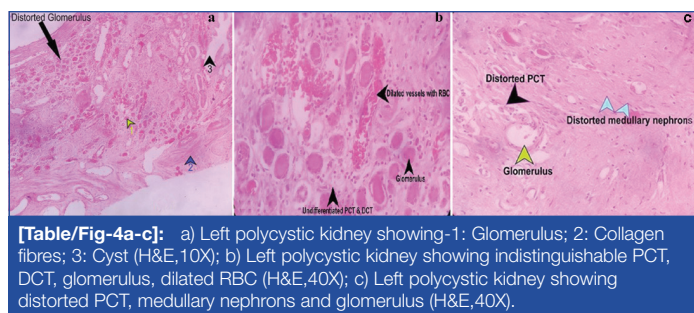 Distorted Glomerulus
a
3
2
b
Dilated vessels with RBC
Glomerulus
Undifferentiated PCT & DCT
c
Distorted PCT
Distorted medullary nephrons
Glomerulus
[Table/Fig-4a-c]: a) Left polycystic kidney showing-1: Glomerulus; 2: Collagen
fibres; 3: Cyst (H&E,10X); b) Left polycystic kidney showing indistinguishable PCT,
DCT, glomerulus, dilated RBC (H&E,40X); c) Left polycystic kidney showing
distorted PCT, medullary nephrons and glomerulus (H&E,40X).